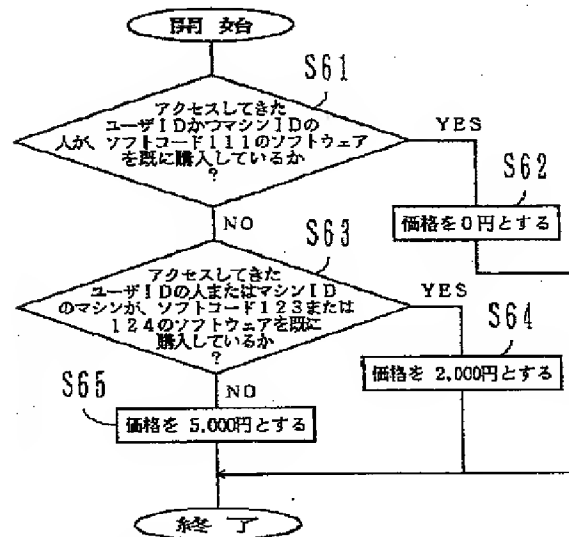 開 始
S61
アクセスしてきた
ユーザIDかつマシンIDの
人が、ソフトコード111のソフトウェア
を既に購入しているか
?
YES
S62
価格を0円とする
NO
S63
アクセスしてきた
ユーザIDの人またはマシンID
のマシンが、ソフトコード123または
124のソフトウェアを既に
購入しているか
?
YES
S64
価格を 2,000円とする
S65
NO
価格を 5,000円とする
終 了